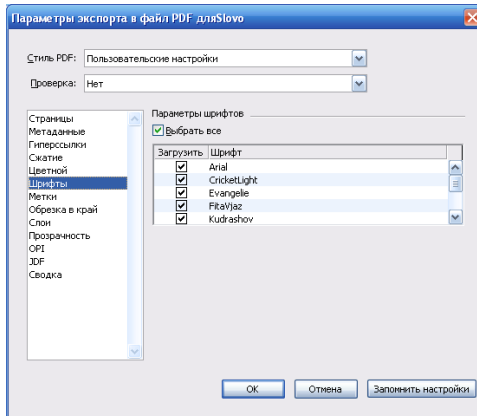 Параметры экспорта в файл PDF дляSlovo
Стиль PDF: Пользовательские настройки
Проверка: Нет
Страницы
Метаданные
Гиперссылки
Сжатие
Цветной
Шрифты
Метки
Обрезка в край
Слои
Прозрачность
OPI
JDF
Сводка
Параметры шрифтов
Выбрать все
Загрузить Шрифт
Arial
CricketLight
Evangelie
FitaVjaz
Kudrashov
OK Отмена Запомнить настройки